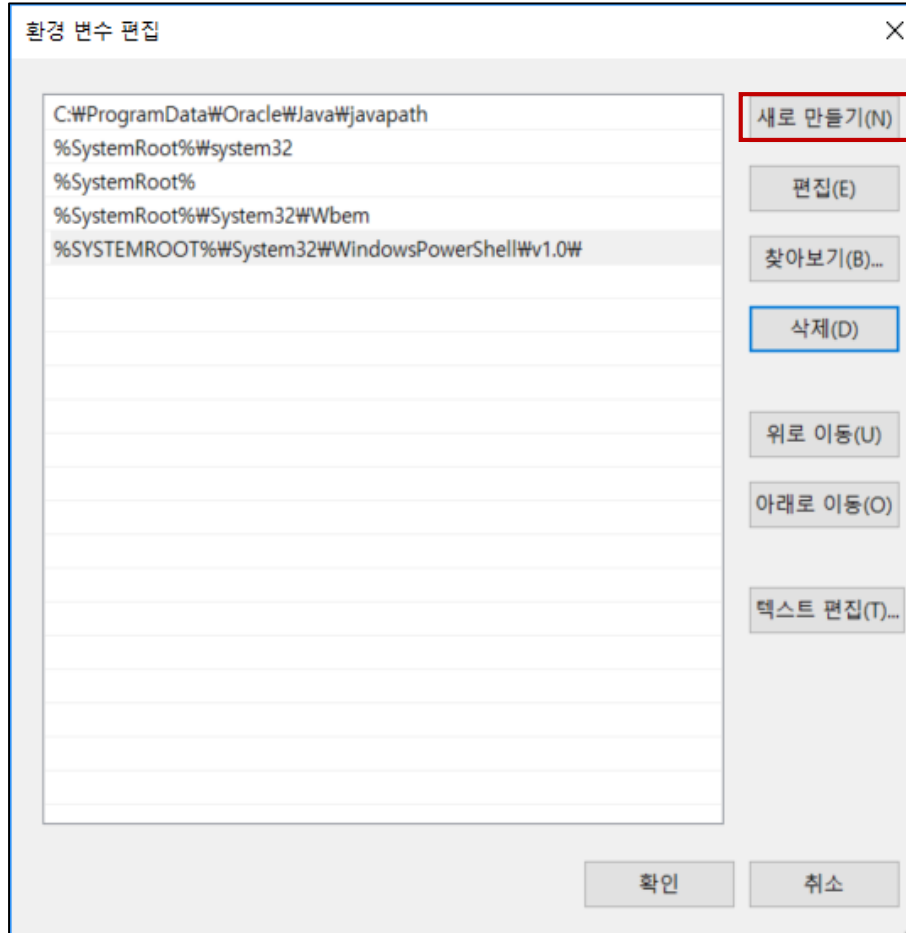 환경 변수 편집
C:₩ProgramData₩Oracle₩Java₩javapath
%SystemRoot%₩system32
%SystemRoot%
%SystemRoot%₩System32₩Wbem
%SYSTEMROOT%₩System32₩WindowsPowerShell₩v1.0₩
새로 만들기(N)
편집(E)
찾아보기(B)...
삭제(D)
위로 이동(U)
아래로 이동(O)
텍스트 편집(T)...
확인
취소